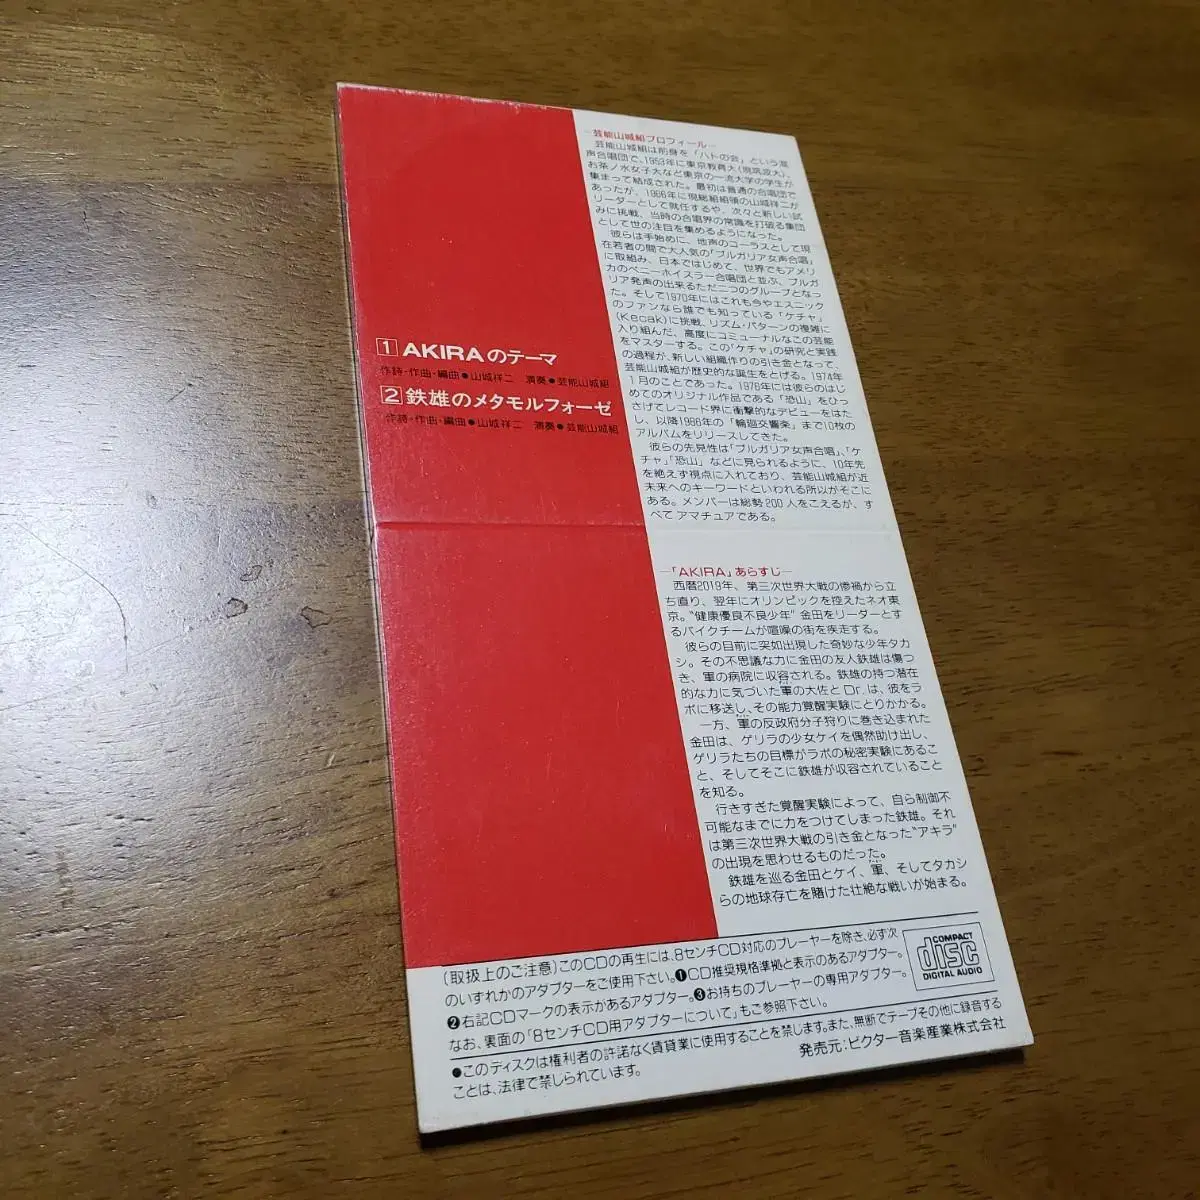 1 AKIRAのテーマ
作詩・作曲・編曲●山城祥二 演奏●芸能山城組
2 鉄雄のメタモルフォーゼ
作詩・作曲・編曲●山城祥二 演奏●芸能山城組
―芸能山城組プロフィール―
芸能山城組は前身を「ハトの会」という混
声合唱団で、1953年に東京教育大(現筑波大)、
お茶ノ水女子大など東京の一流大学の学生が
集まって結成された。最初は普通の合唱団で
あったが、1966年に現総組組頭の山城祥二が
リーダーとして就任するや、次々と新しい試
みに挑戦、当時の合唱界の常識を打破る集団
として世の注目を集めるようになった。
彼らは手始めに、地声のコーラスとして現
在若者の間で大人気の「ブルガリア女声合唱」
に取組み、日本ではじめて、世界でもアメリ
カのペニーホイスラー合唱団と並ぶ、ブルガ
リア発声の出来るただ二つのグループとなっ
た。そして1970年にはこれも今やエスニック
のファンなら誰でも知っている「ケチャ」
(Kecak)に挑戦、リズム・パターンの複雑に
入り組んだ、高度にコミューナルなこの芸能
をマスターする。この「ケチャ」の研究と実践
の過程が、新しい組織作りの引き金となって、
芸能山城組が歴史的な誕生をとげる。1974年
1月のことであった。1976年には彼らのはじ
めてのオリジナル作品である「恐山」をひっ
さげてレコード界に衝撃的なデビューをはた
し、以降1986年の「輪廻交響楽」まで10枚の
アルバムをリリースしてきた。
彼らの先見性は「ブルガリア女声合唱」、「ケ
チャ」「恐山」などに見られるように、10年先
を絶えず視点に入れており、芸能山城組が近
未来へのキーワードといわれる所以がそこに
ある。メンバーは総勢200人をこえるが、す
べてアマチュアである。
―「AKIRA」あらすじ―
西暦2019年、第三次世界大戦の惨禍から立
ち直り、翌年にオリンピックを控えたネオ東
京。“健康優良不良少年”金田をリーダーとす
るバイクチームが喧噪の街を疾走する。
彼らの目前に突如出現した奇妙な少年タカ
シ。その不思議な力に金田の友人鉄雄は傷つ
き、軍の病院に収容される。鉄雄の持つ潜在
的な力に気づいた軍の大佐とDr.は、彼をラ
ボに移送し、その能力覚醒実験にとりかかる。
一方、軍の反政府分子狩りに巻き込まれた
金田は、ゲリラの少女ケイを偶然助け出し、
ゲリラたちの目標がラボの秘密実験にあるこ
と、そしてそこに鉄雄が収容されていること
を知る。
行きすぎた覚醒実験によって、自ら制御不
可能なまでに力をつけてしまった鉄雄。それ
は第三次世界大戦の引き金となった“アキラ”
の出現を思わせるものだった。
鉄雄を巡る金田とケイ、軍、そしてタカシ
らの地球存亡を賭けた壮絶な戦いが始まる。
(取扱上のご注意)このCDの再生には、8センチCD対応のプレーヤーを除き、必ず次
のいずれかのアダプターをご使用下さい。❶CD推奨規格準拠と表示のあるアダプター。
❷右記CDマークの表示があるアダプター。❸お持ちのプレーヤーの専用アダプター。
なお、裏面の「8センチCD用アダプターについて」もご参照下さい。
COMPACT
disc
DIGITAL AUDIO
●このディスクは権利者の許諾なく賃貸業に使用することを禁じます。また、無断でテープその他に録音する
ことは、法律で禁じられています。
発売元:ビクター音楽産業株式会社